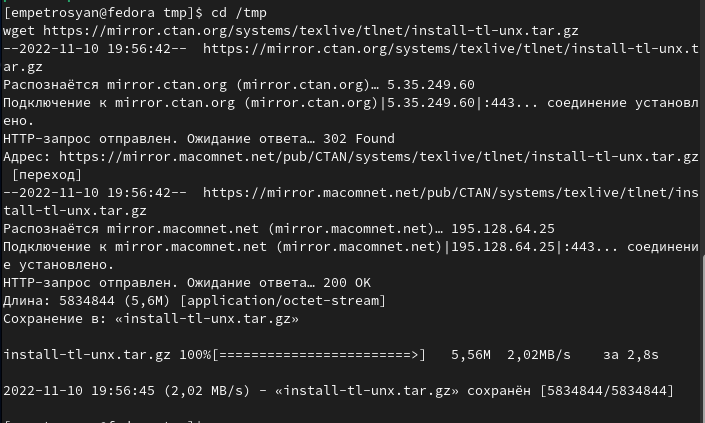 [empetrosyan@fedora tmp]$ cd /tmp
wget https://mirror.ctan.org/systems/texlive/tlnet/install-tl-unx.tar.gz
--2022-11-10 19:56:42--  https://mirror.ctan.org/systems/texlive/tlnet/install-tl-unx.t
ar.gz
Распознаётся mirror.ctan.org (mirror.ctan.org)… 5.35.249.60
Подключение к mirror.ctan.org (mirror.ctan.org)|5.35.249.60|:443... соединение установл
ено.
HTTP-запрос отправлен. Ожидание ответа… 302 Found
Адрес: https://mirror.macomnet.net/pub/CTAN/systems/texlive/tlnet/install-tl-unx.tar.gz
 [переход]
--2022-11-10 19:56:42--  https://mirror.macomnet.net/pub/CTAN/systems/texlive/tlnet/ins
tall-tl-unx.tar.gz
Распознаётся mirror.macomnet.net (mirror.macomnet.net)… 195.128.64.25
Подключение к mirror.macomnet.net (mirror.macomnet.net)|195.128.64.25|:443... соединени
е установлено.
HTTP-запрос отправлен. Ожидание ответа… 200 OK
Длина: 5834844 (5,6M) [application/octet-stream]
Сохранение в: «install-tl-unx.tar.gz»
install-tl-unx.tar.gz 100%[========================>]   5,56M  2,02MB/s    за 2,8s
2022-11-10 19:56:45 (2,02 MB/s) - «install-tl-unx.tar.gz» сохранён [5834844/5834844]